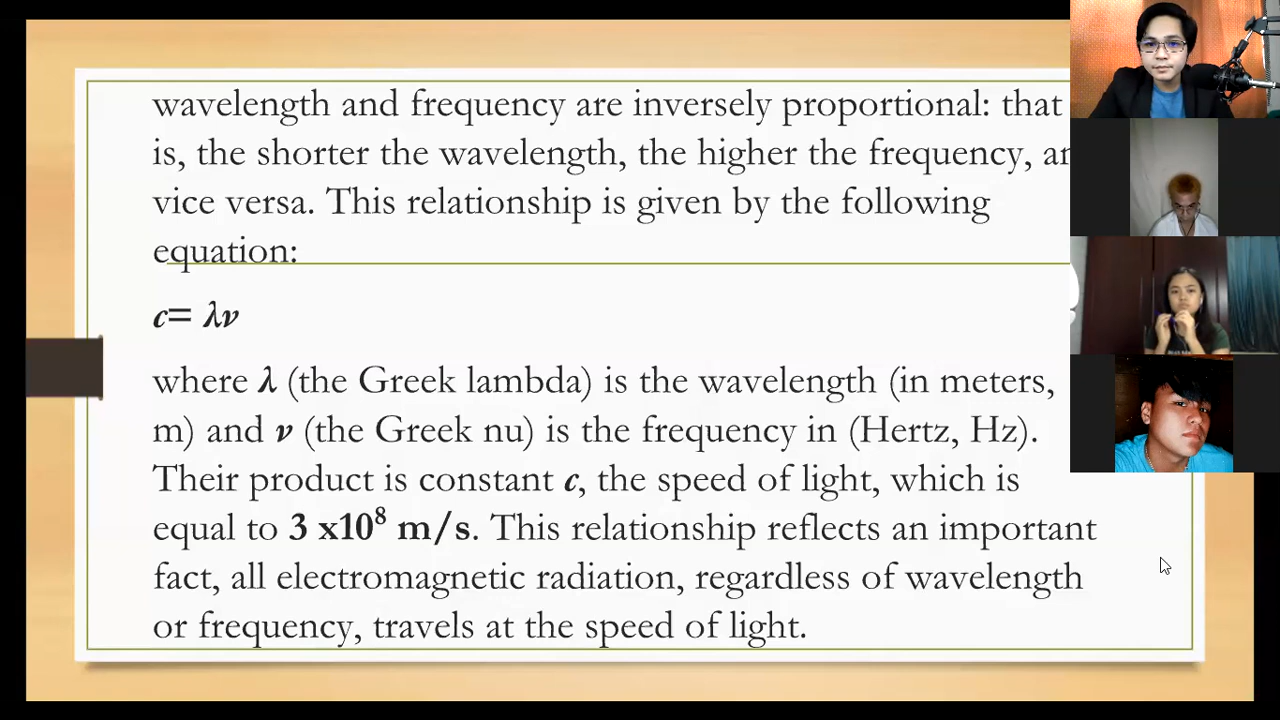 wavelength and frequency are inversely proportional: that
is, the shorter the wavelength, the higher the frequency,
vice versa. This relationship is given by the following
equation:
c= λν
where λ (the Greek lambda) is the wavelength (in meters,
m) and ν (the Greek nu) is the frequency in (Hertz, Hz).
Their product is constant c, the speed of light, which is
equal to 3 x10⁸ m/s. This relationship reflects an important
fact, all electromagnetic radiation, regardless of wavelength
or frequency, travels at the speed of light.